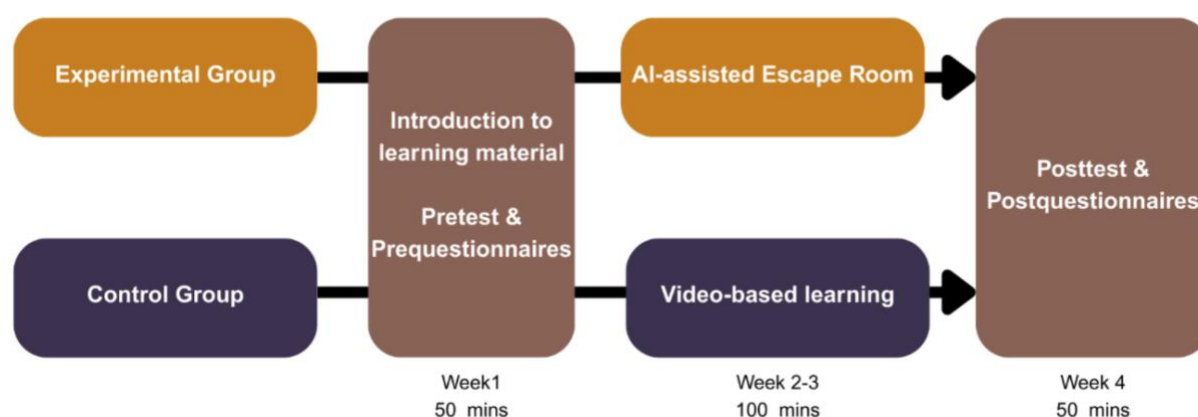 Experimental Group
Introduction to
learning material
Pretest &
Prequestionnaires
AI-assisted Escape Room
Posttest &
Postquestionnaires
Control Group
Video-based learning
Week1
50 mins
Week 2-3
100 mins
Week 4
50 mins